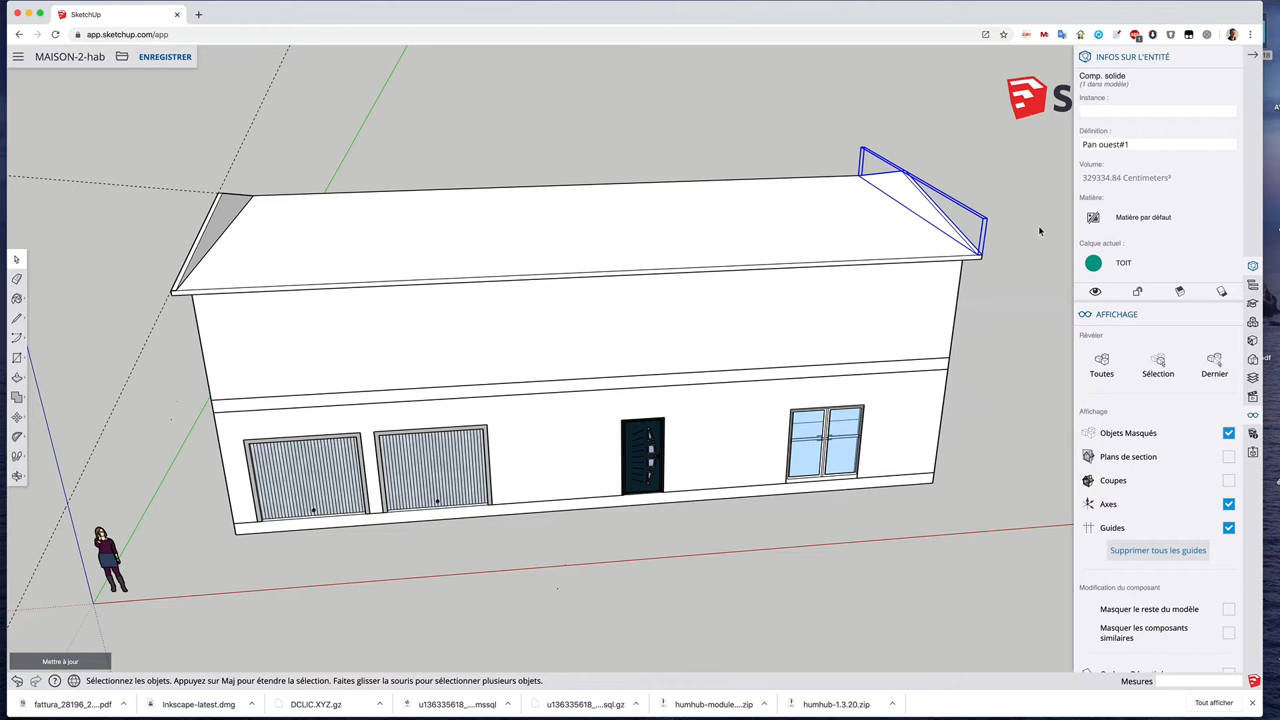 SketchUp
app.sketchup.com/app
MAISON-2-hab
ENREGISTRER
S
INFOS SUR L'ENTITÉ
Comp. solide
(1 dans modèle)
Instance :
Définition :
Pan ouest#1
Volume:
329334.84 Centimeters³
Matière:
Matière par défaut
Calque actuel :
TOIT
AFFICHAGE
Révéler
Toutes
Sélection
Dernier
Affichage
Objets Masqués
Plans de section
Coupes
Axes
Guides
Supprimer tous les guides
Modification du composant
Masquer le reste du modèle
Masquer les composants
similaires
Mettre à jour
Sélectionnez les objets. Appuyez sur Maj pour étendre la sélection. Faites glisser la souris pour sélectionner plusieurs objets.
Mesures
fattura_28196_2....pdf
Inkscape-latest.dmg
DCLIC.XYZ.gz
u136335618_....mssql
u136335618_....sql.gz
humhub-module....zip
humhub-1.3.20.zip
Tout afficher